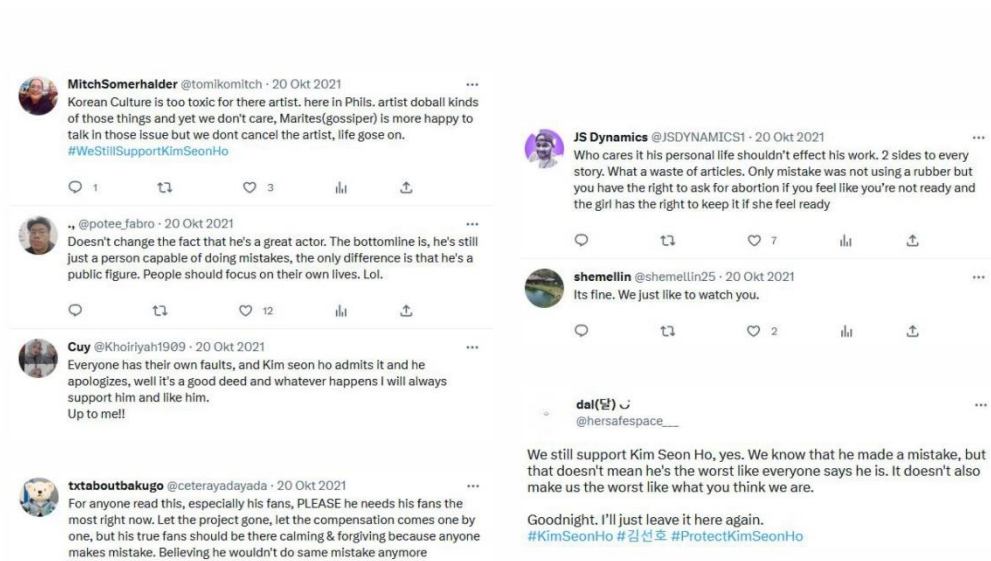 MitchSomerhalder @tomikomitch · 20 Okt 2021
Korean Culture is too toxic for there artist. here in Phils. artist doball kinds
of those things and yet we don't care, Marites(gossiper) is more happy to
talk in those issue but we dont cancel the artist, life gose on.
#WeStillSupportKimSeonHo
1 3
., @potee_fabro · 20 Okt 2021
Doesn't change the fact that he's a great actor. The bottomline is, he's still
just a person capable of doing mistakes, the only difference is that he's a
public figure. People should focus on their own lives. Lol.
12
Cuy @Khoiriyah1909 · 20 Okt 2021
Everyone has their own faults, and Kim seon ho admits it and he
apologizes, well it's a good deed and whatever happens I will always
support him and like him.
Up to me!!
txtaboutbakugo @ceterayadayada · 20 Okt 2021
For anyone read this, especially his fans, PLEASE he needs his fans the
most right now. Let the project gone, let the compensation comes one by
one, but his true fans should be there calming & forgiving because anyone
makes mistake. Believing he wouldn't do same mistake anymore
JS Dynamics @JSDYNAMICS1 · 20 Okt 2021
Who cares it his personal life shouldn't effect his work. 2 sides to every
story. What a waste of articles. Only mistake was not using a rubber but
you have the right to ask for abortion if you feel like you're not ready and
the girl has the right to keep it if she feel ready
7
shemellin @shemellin25 · 20 Okt 2021
Its fine. We just like to watch you.
2
dal(달) ت
@hersafespace___
We still support Kim Seon Ho, yes. We know that he made a mistake, but
that doesn't mean he's the worst like everyone says he is. It doesn't also
make us the worst like what you think we are.
Goodnight. I'll just leave it here again.
#KimSeonHo #김선호 #ProtectKimSeonHo